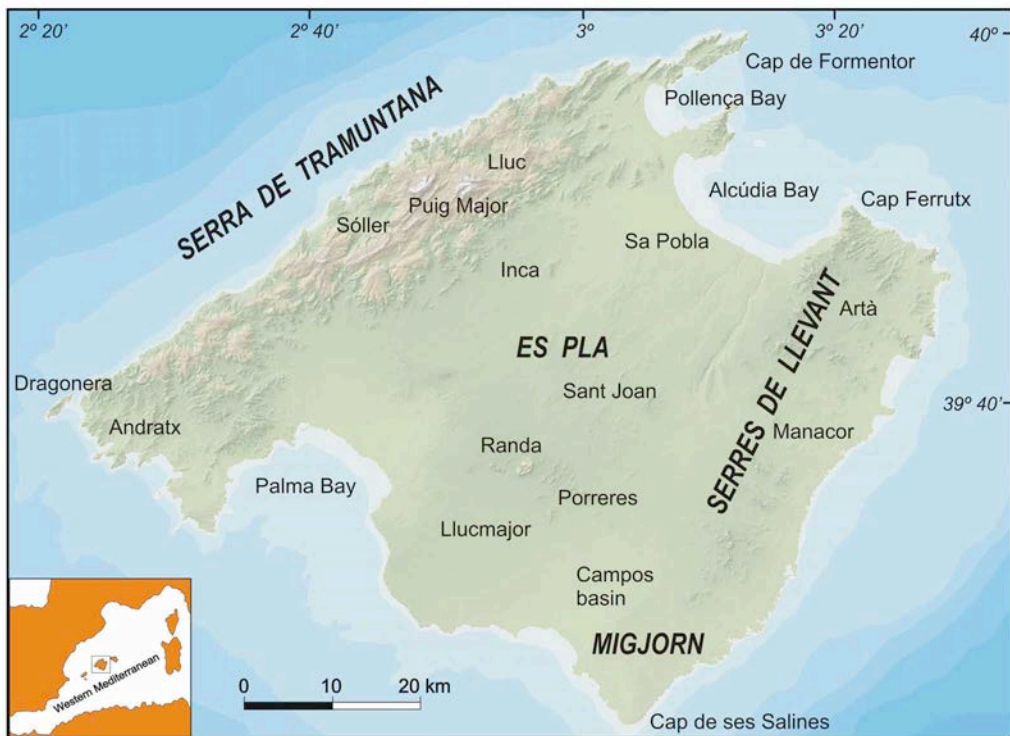 2º 20’
2º 40’
3º
3º 20’
40º
Cap de Formentor
Pollença Bay
SERRA DE TRAMUNTANA
Lluc
Alcúdia Bay
Cap Ferrutx
Puig Major
Sóller
Sa Pobla
Inca
Artà
ES PLA
SERRES DE LLEVANT
Dragonera
Sant Joan
39º 40’
Andratx
Manacor
Randa
Palma Bay
Porreres
Llucmajor
Campos
basin
MIGJORN
Western Mediterranean
0 10 20 km
Cap de ses Salines